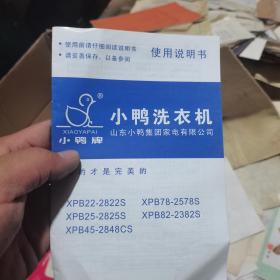 • 使用前请仔细阅读说明书
• 请妥善保存，以备参阅
使用说明书
®
XIAOYAPAI
小鸭牌
小鸭洗衣机
山东小鸭集团家电有限公司
的才是完美的
XPB22-2822S XPB78-2578S
XPB25-2825S XPB82-2382S
XPB45-2848CS